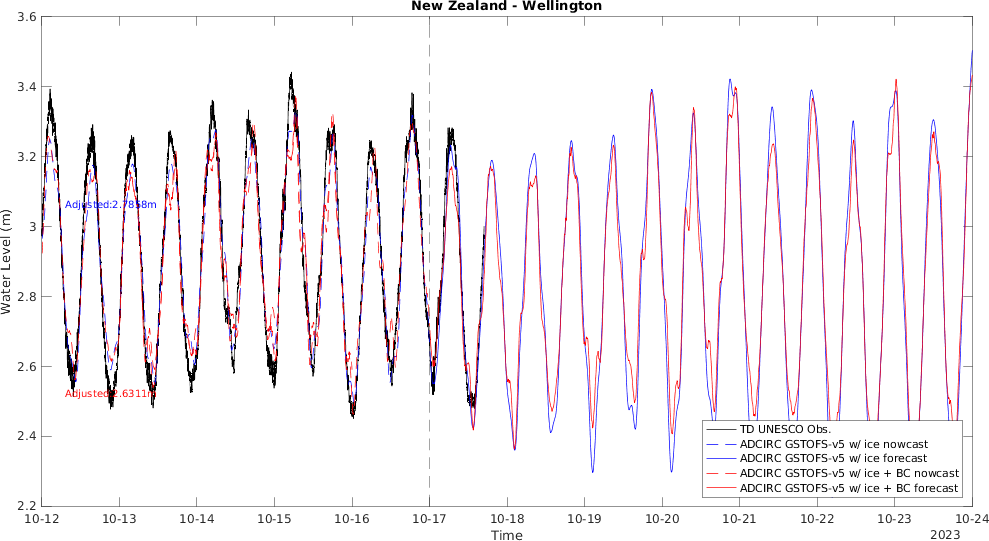 New Zealand - Wellington
3.6
3.4
3.2
3
2.8
2.6
2.4
2.2
Water Level (m)
Adjusted:2.7858m
Adjusted:2.6311m
TD UNESCO Obs.
ADCIRC GSTOFS-v5 w/ ice nowcast
ADCIRC GSTOFS-v5 w/ ice forecast
ADCIRC GSTOFS-v5 w/ ice + BC nowcast
ADCIRC GSTOFS-v5 w/ ice + BC forecast
10-12 10-13 10-14 10-15 10-16 10-17 10-18 10-19 10-20 10-21 10-22 10-23 10-24
Time
2023